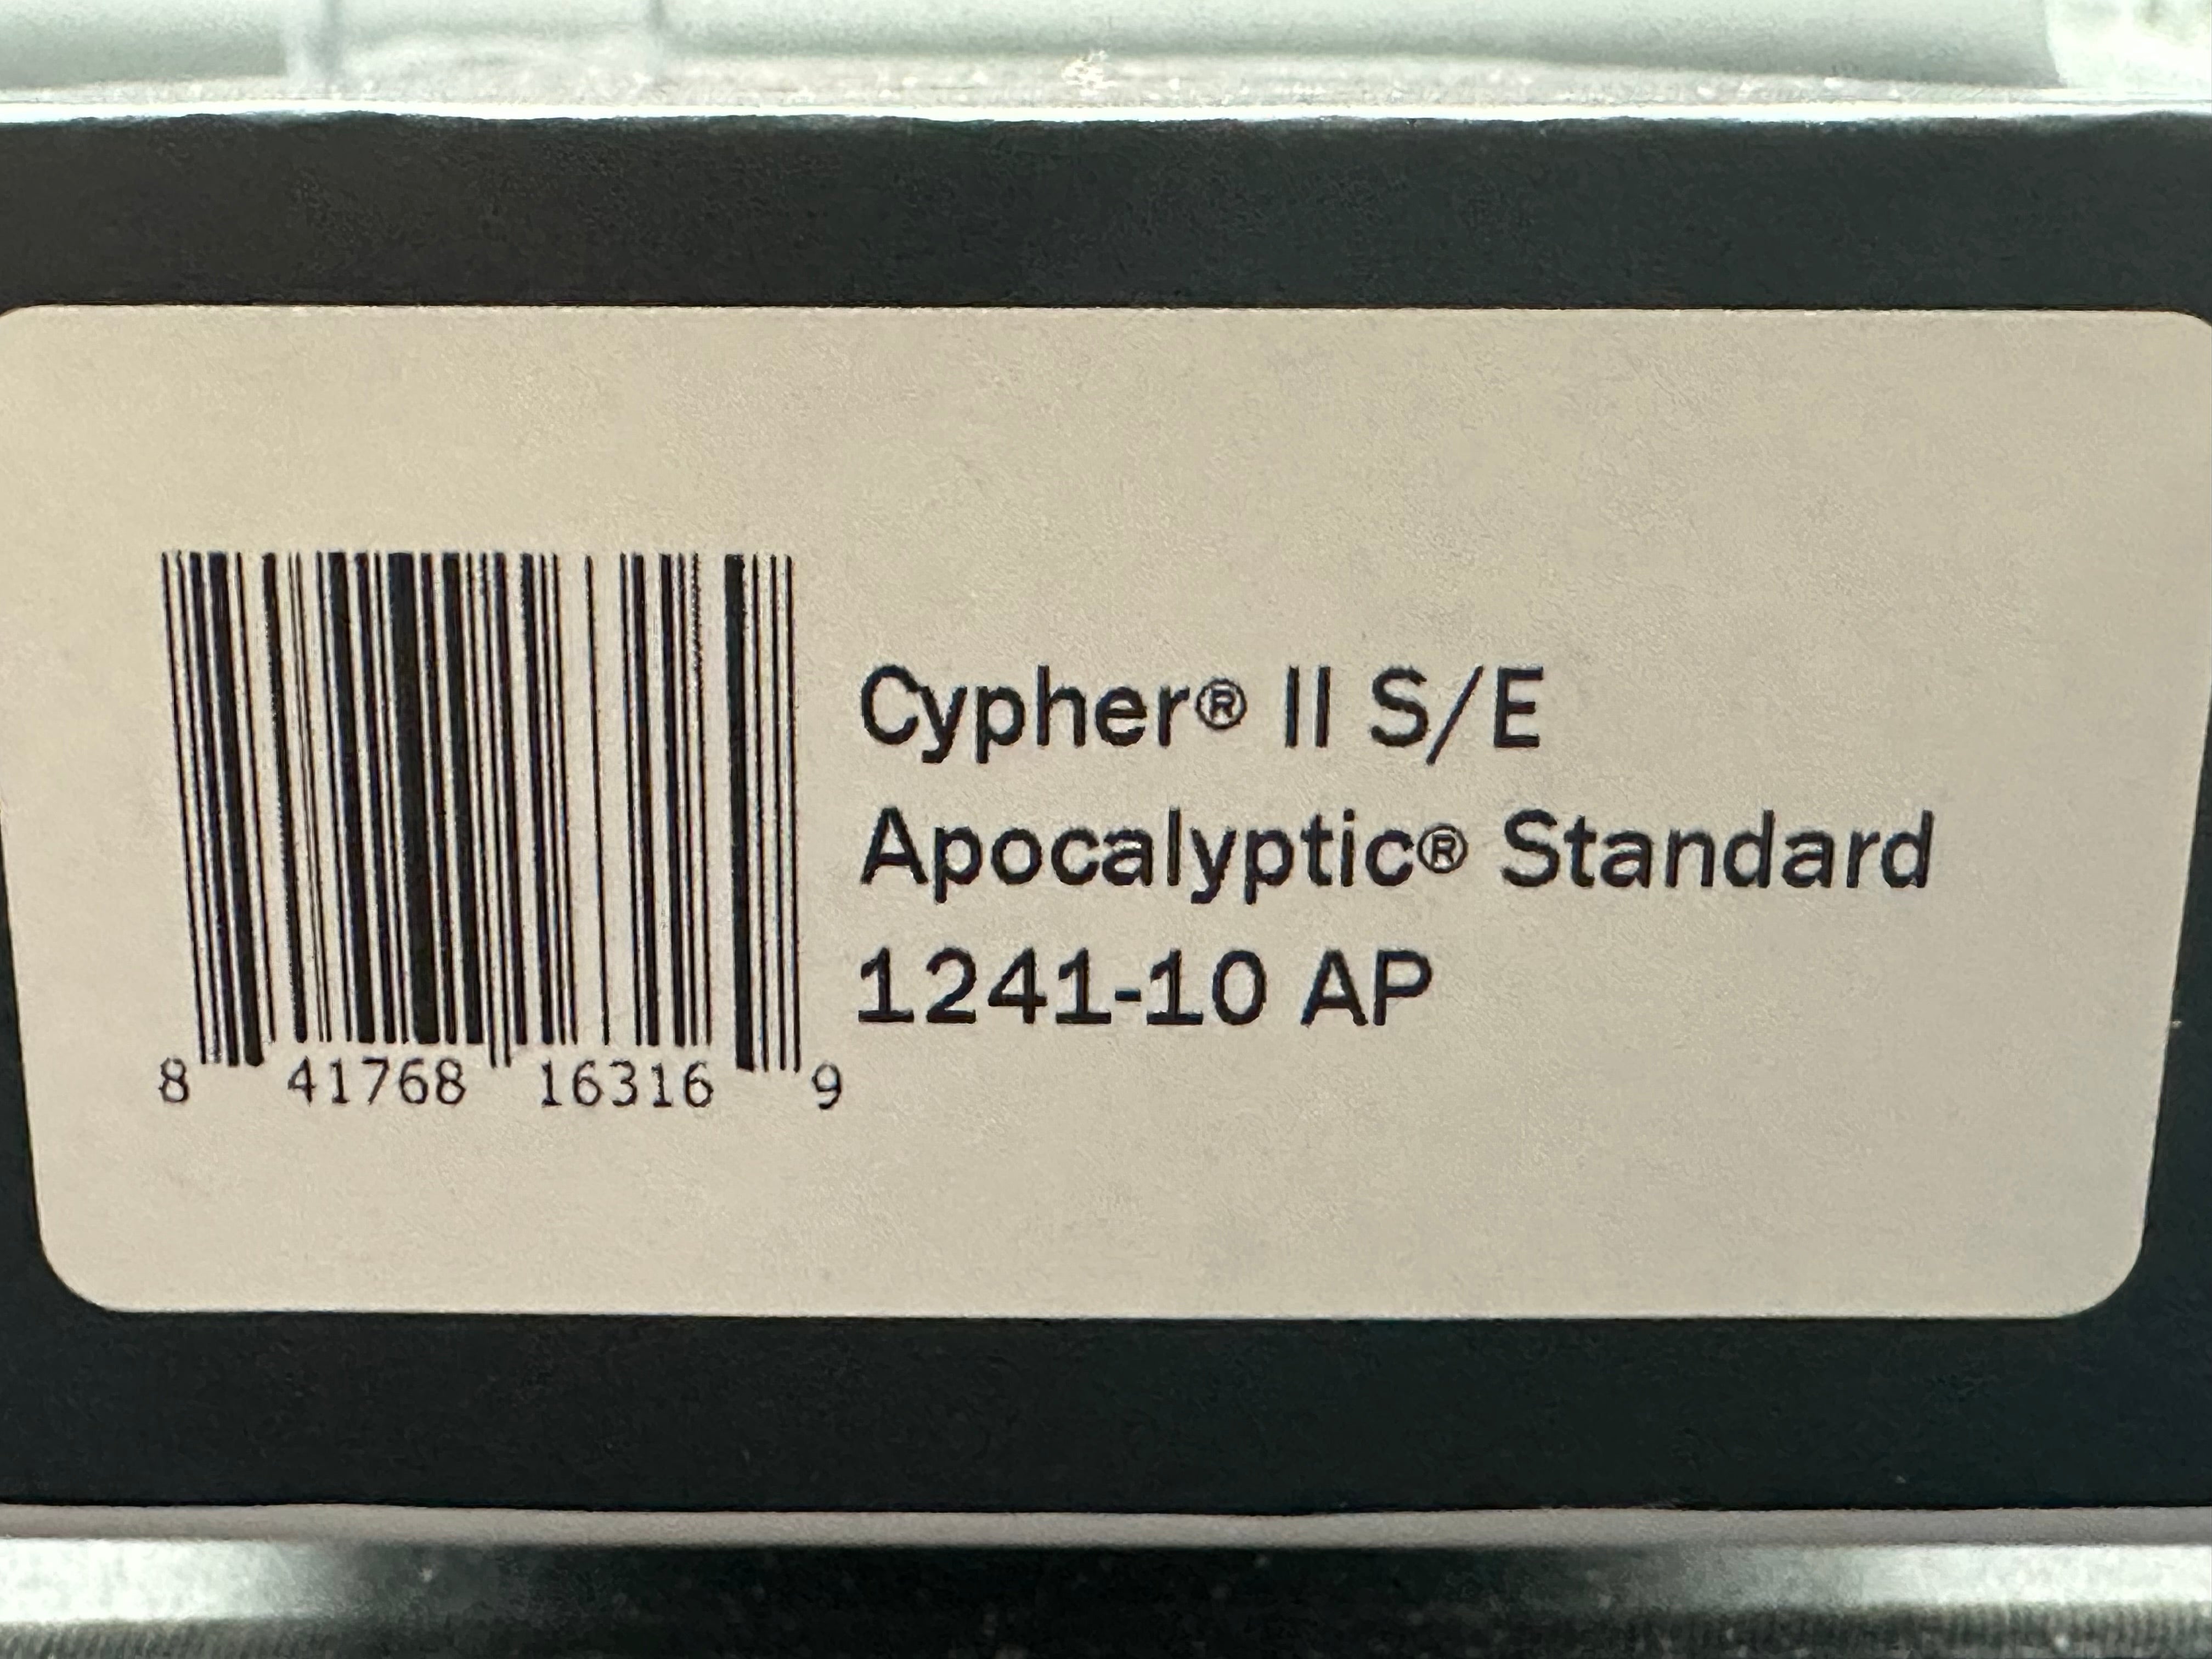 Cypher® II S/E
Apocalyptic® Standard
1241-10 AP
8 41768 16316 9